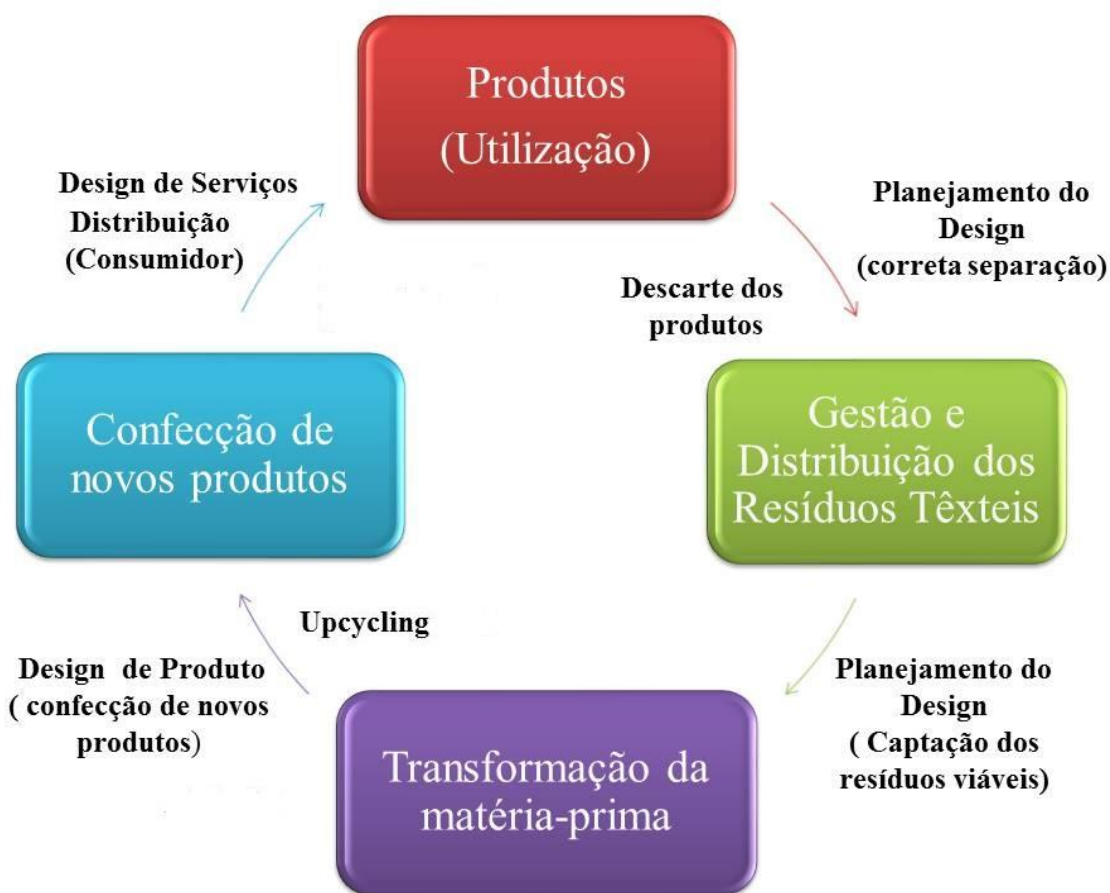 Produtos
(Utilização)
Design de Serviços
Distribuição
(Consumidor)
Planejamento do
Design
(correta separação)
Descarte dos
produtos
Confecção de
novos produtos
Gestão e
Distribuição dos
Resíduos Têxteis
Upcycling
Design de Produto
( confecção de novos
produtos)
Planejamento do
Design
( Captação dos
resíduos viáveis)
Transformação da
matéria-prima